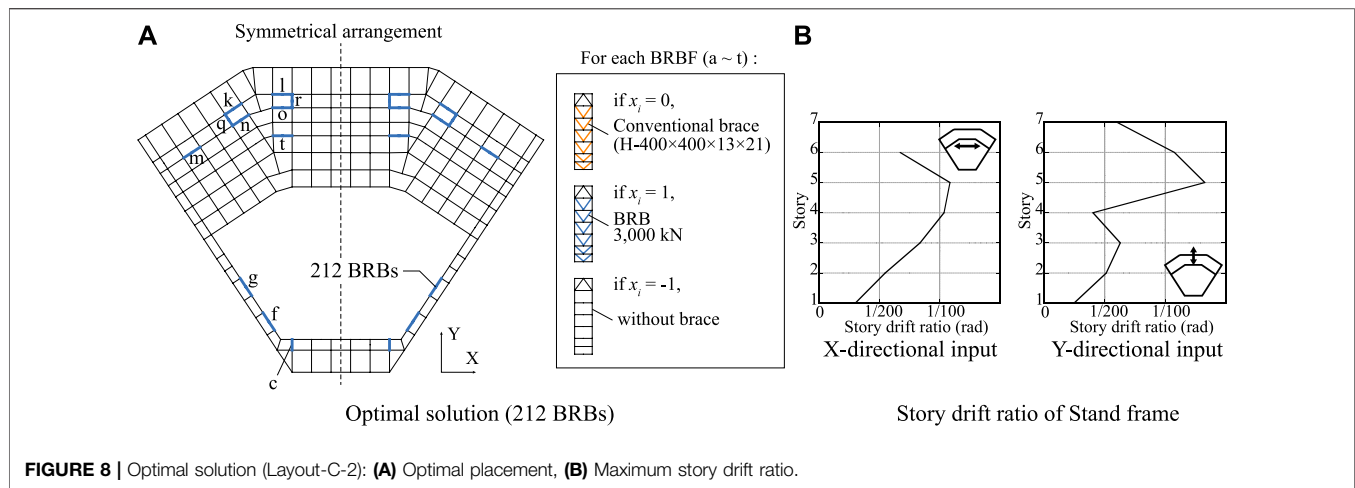 A
Symmetrical arrangement
k
l
r
q
n
o
m
t
g
212 BRBs
f
c
Y
X
Optimal solution (212 BRBs)
For each BRBF (a ~ t) :
if xi = 0,
Conventional brace
(H-400×400×13×21)
if xi = 1,
BRB
3,000 kN
if xi = -1,
without brace
B
Story
7
6
5
4
3
2
1
0
1/200
1/100
Story drift ratio (rad)
X-directional input
7
6
5
4
3
2
1
0
1/200
1/100
Story drift ratio (rad)
Y-directional input
Story drift ratio of Stand frame
FIGURE 8 | Optimal solution (Layout-C-2): (A) Optimal placement, (B) Maximum story drift ratio.